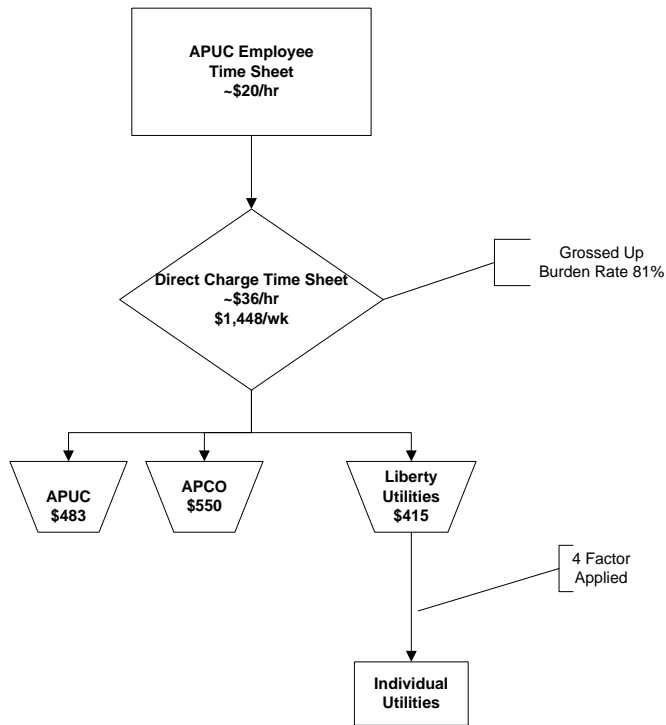 APUC Employee
Time Sheet
~$20/hr
Direct Charge Time Sheet
~$36/hr
$1,448/wk
Grossed Up
Burden Rate 81%
APUC
$483
APCO
$550
Liberty
Utilities
$415
4 Factor
Applied
Individual
Utilities